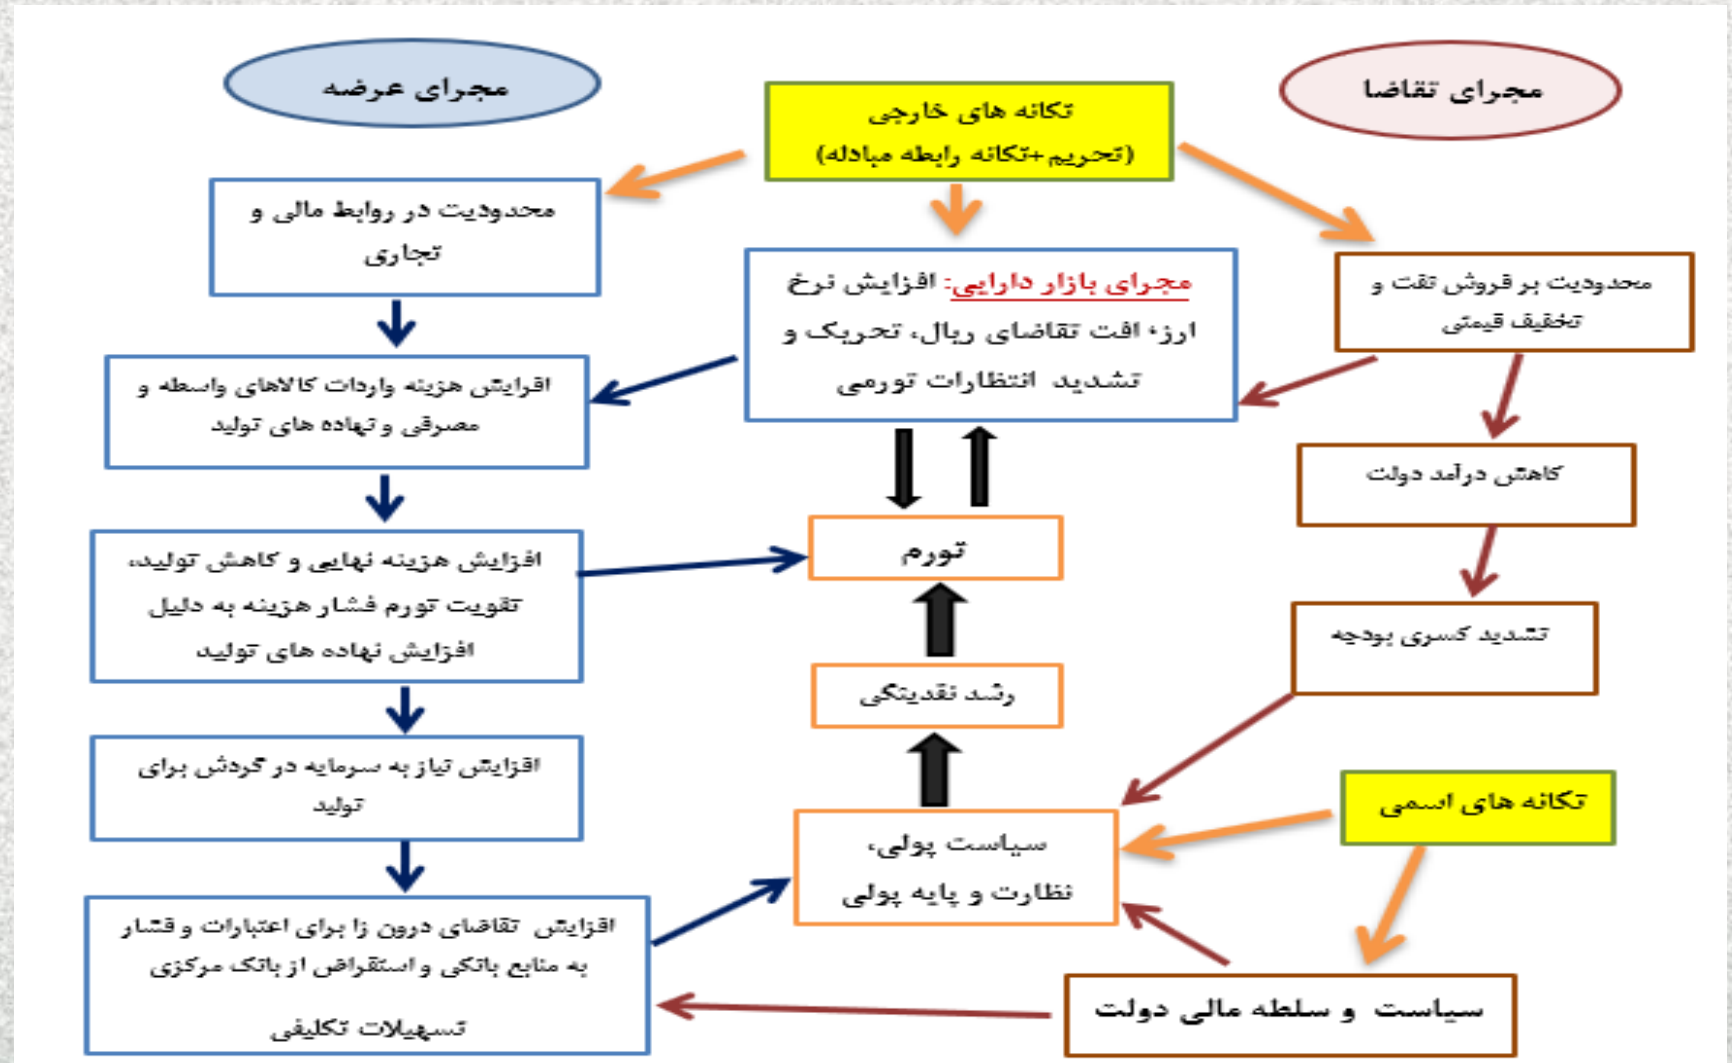 مجرای تقاضا
مجرای عرضه
تکانه های خارجی
(تحریم+تکانه رابطه مبادله)
محدودیت در روابط مالی و
تجاری
مجرای بازار دارایی: افزایش نرخ
ارز، افت تقاضای ریال، تحریک و
تشدید انتظارات تورمی
محدودیت بر فروش نفت و
تخفیف قیمتی
افزایش هزینه واردات کالاهای واسطه و
مصرفی و نهاده های تولید
کاهش درآمد دولت
تورم
افزایش هزینه نهایی و کاهش تولید،
تقویت تورم فشار هزینه به دلیل
افزایش نهاده های تولید
تشدید کسری بودجه
رشد نقدینگی
افزایش نیاز به سرمایه در گردش برای
تولید
تکانه های اسمی
سیاست پولی،
نظارت و پایه پولی
افزایش تقاضای درون زا برای اعتبارات و فشار
به منابع بانکی و استقراض از بانک مرکزی
تسهیلات تکلیفی
سیاست و سلطه مالی دولت